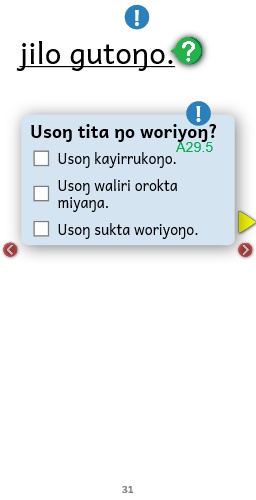 jilo gutoŋo.
Usoŋ tita ŋo woriyoŋ?
A29.5
Usoŋ kayirrukoŋo.
Usoŋ waliri orokta
miyaŋa.
Usoŋ sukta woriyoŋo.
31